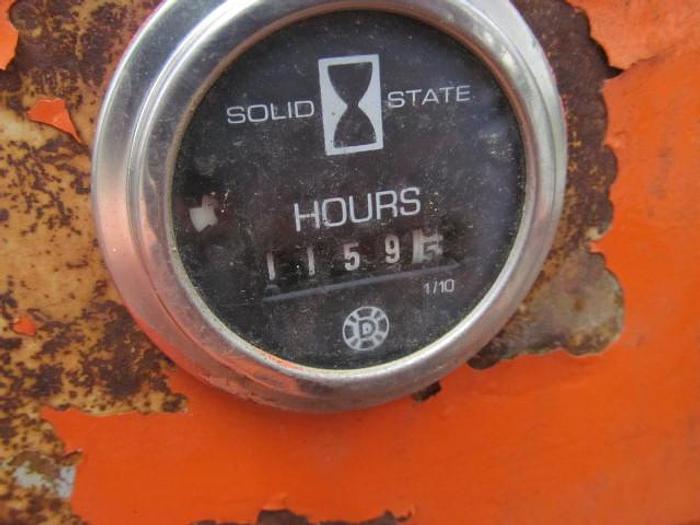 SOLID STATE
HOURS
1 1 5 9 5
1/10
D